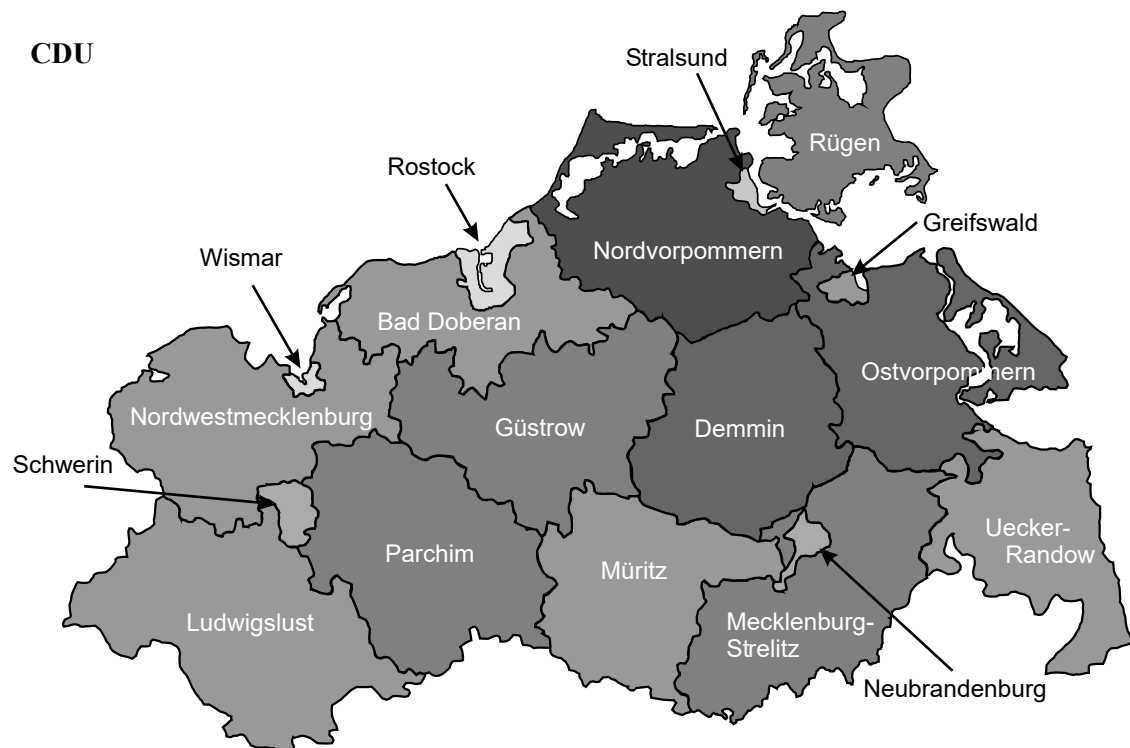 CDU
Stralsund
Rügen
Rostock
Greifswald
Nordvorpommern
Wismar
Bad Doberan
Ostvorpommern
Nordwestmecklenburg
Güstrow
Demmin
Schwerin
Uecker-
Randow
Parchim
Müritz
Ludwigslust
Mecklenburg-
Strelitz
Neubrandenburg